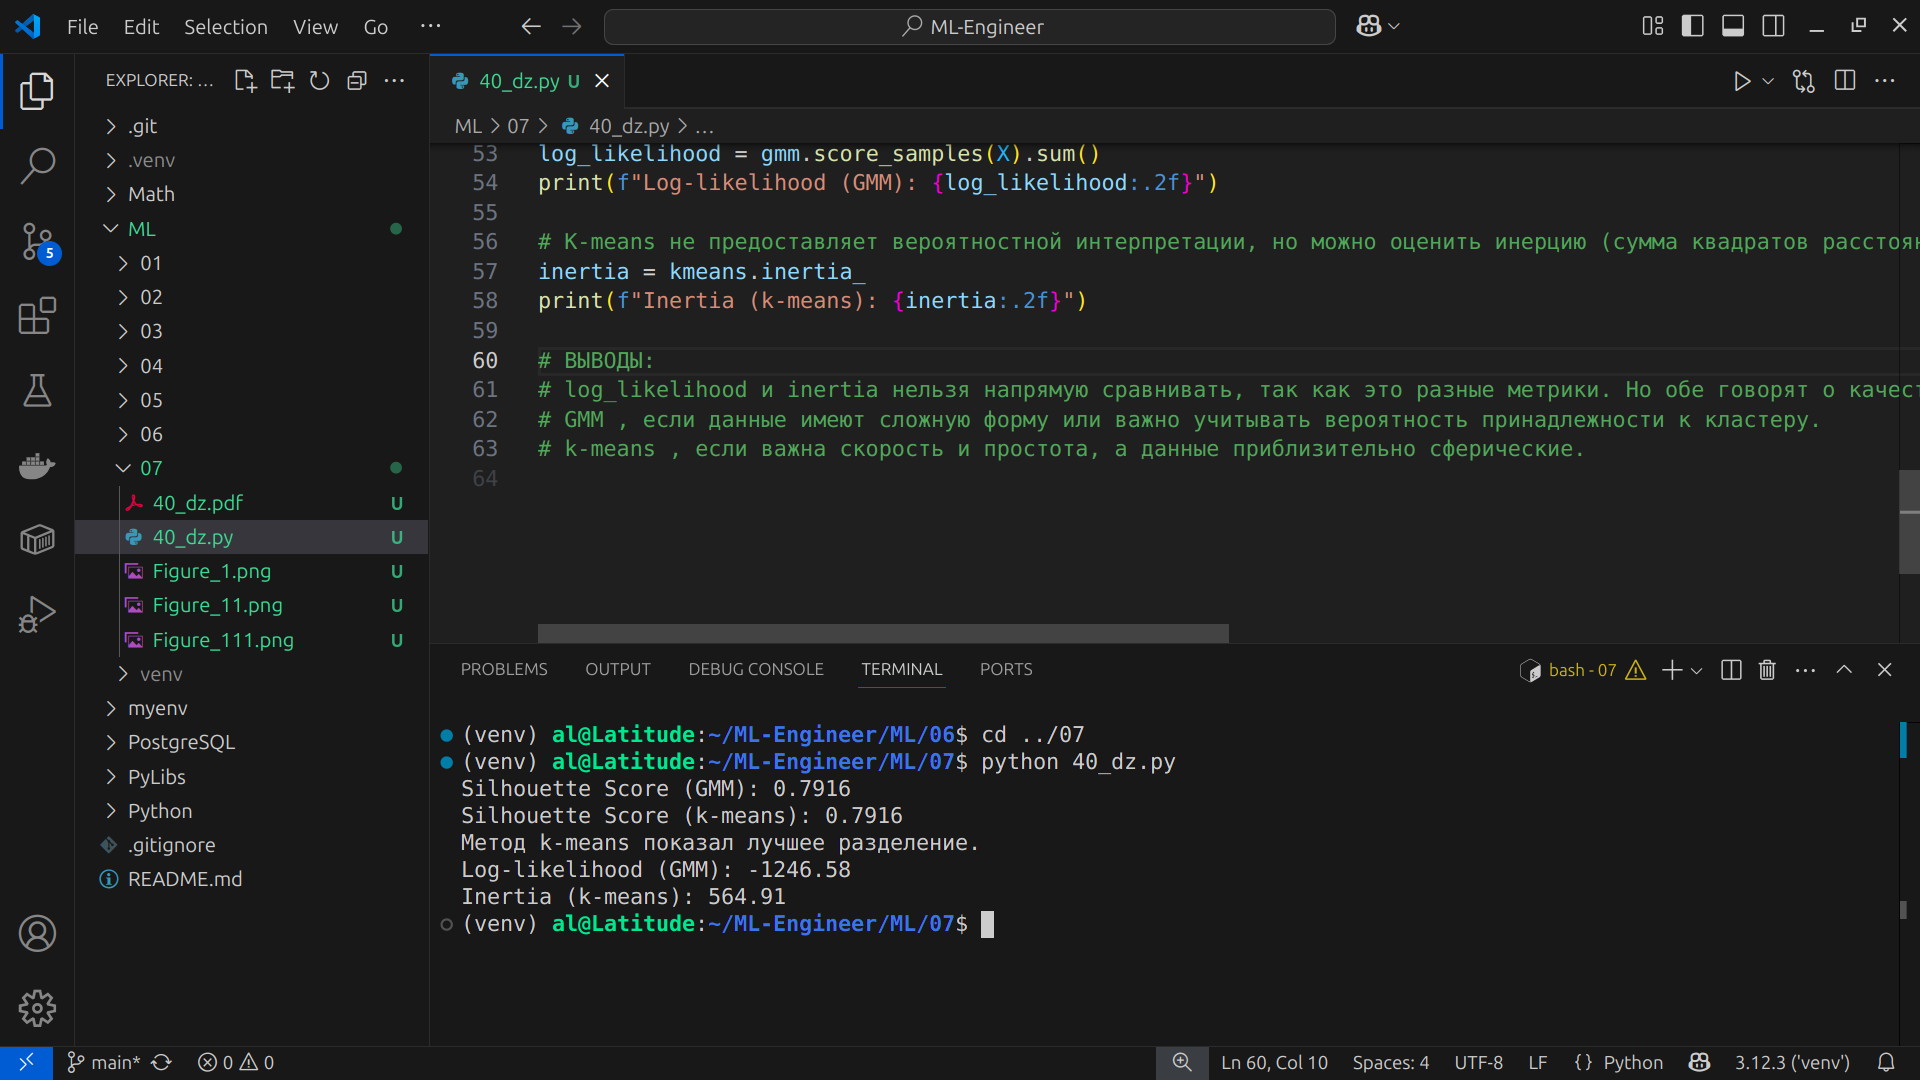 File Edit Selection View Go ···
ML-Engineer
EXPLORER: ...
40_dz.py U
ML > 07 > 40_dz.py > ...
.git
.venv
Math
ML
01
02
03
04
05
06
07
40_dz.pdf U
40_dz.py U
Figure_1.png U
Figure_11.png U
Figure_111.png U
venv
myenv
PostgreSQL
PyLibs
Python
.gitignore
README.md
5
53 log_likelihood = gmm.score_samples(X).sum()
54 print(f"Log-likelihood (GMM): {log_likelihood:.2f}")
55
56 # K-means не предоставляет вероятностной интерпретации, но можно оценить инерцию (сумма квадратов расстоян
57 inertia = kmeans.inertia_
58 print(f"Inertia (k-means): {inertia:.2f}")
59
60 # ВЫВОДЫ:
61 # log_likelihood и inertia нельзя напрямую сравнивать, так как это разные метрики. Но обе говорят о качест
62 # GMM , если данные имеют сложную форму или важно учитывать вероятность принадлежности к кластеру.
63 # k-means , если важна скорость и простота, а данные приблизительно сферические.
64
PROBLEMS OUTPUT DEBUG CONSOLE TERMINAL PORTS
bash - 07
(venv) al@Latitude:~/ML-Engineer/ML/06$ cd ../07
(venv) al@Latitude:~/ML-Engineer/ML/07$ python 40_dz.py
Silhouette Score (GMM): 0.7916
Silhouette Score (k-means): 0.7916
Метод k-means показал лучшее разделение.
Log-likelihood (GMM): -1246.58
Inertia (k-means): 564.91
(venv) al@Latitude:~/ML-Engineer/ML/07$
main* 0 0 Ln 60, Col 10 Spaces: 4 UTF-8 LF {} Python 3.12.3 ('venv')